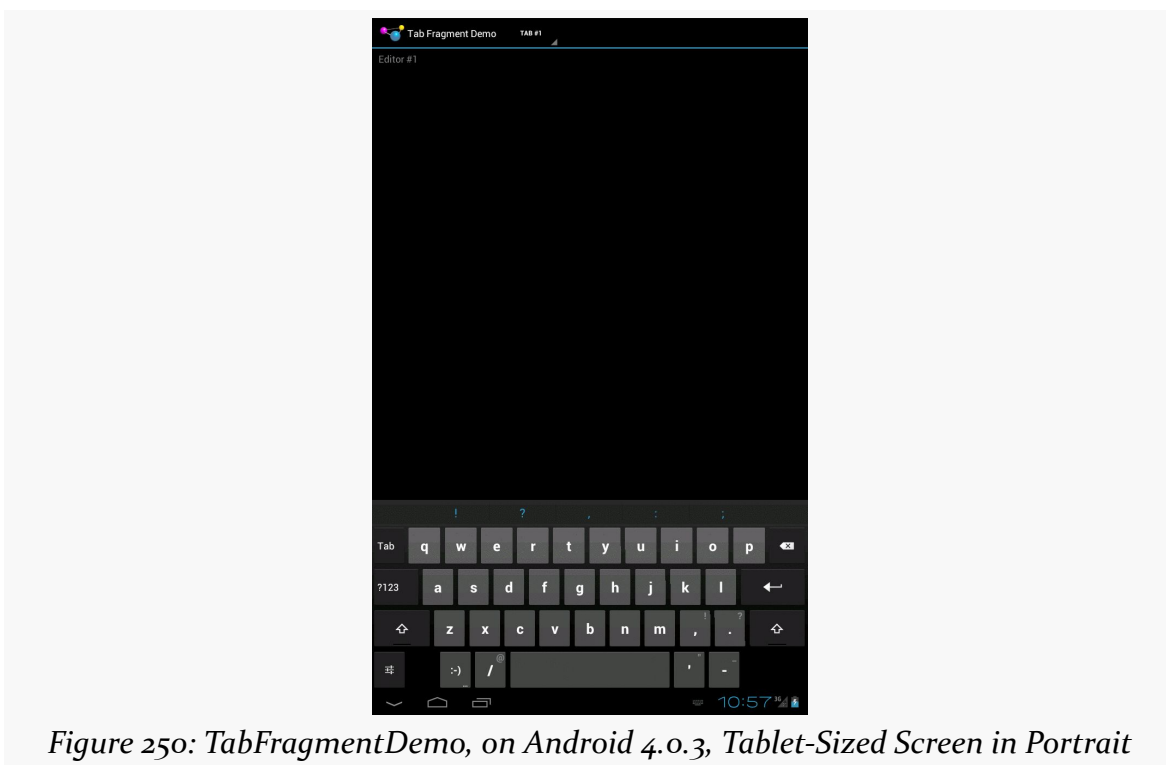 Tab Fragment Demo TAB #1
Editor #1
! ? , : ;
Tab q w e r t y u i o p
?123 a s d f g h j k l
z x c v b n m , ! . ?
:-) _ / @ ' " - _
10:57 3G
Figure 250: TabFragmentDemo, on Android 4.0.3, Tablet-Sized Screen in Portrait